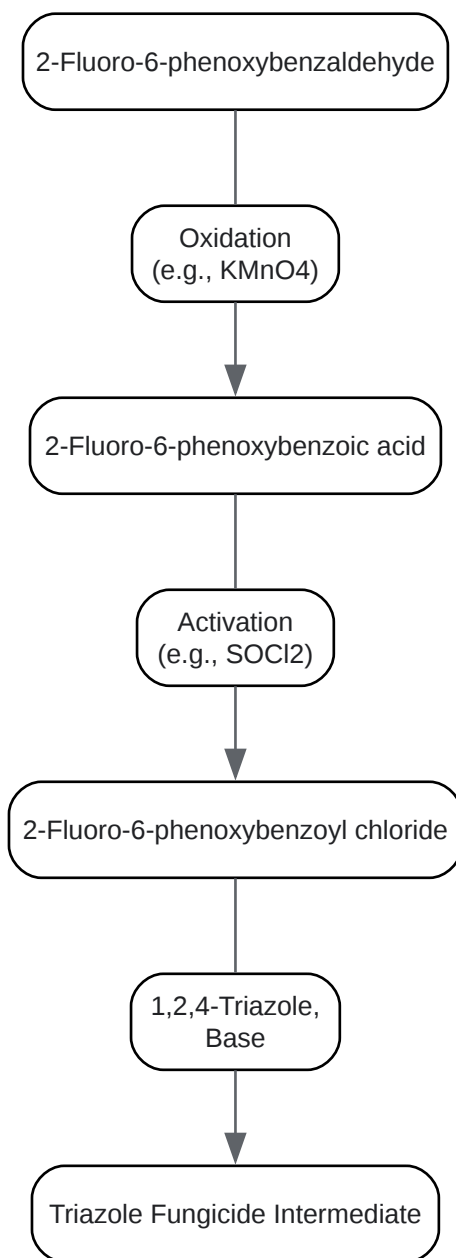 2-Fluoro-6-phenoxybenzaldehyde
Oxidation
(e.g., KMnO4)
2-Fluoro-6-phenoxybenzoic acid
Activation
(e.g., SOCl2)
2-Fluoro-6-phenoxybenzoyl chloride
1,2,4-Triazole,
Base
Triazole Fungicide Intermediate